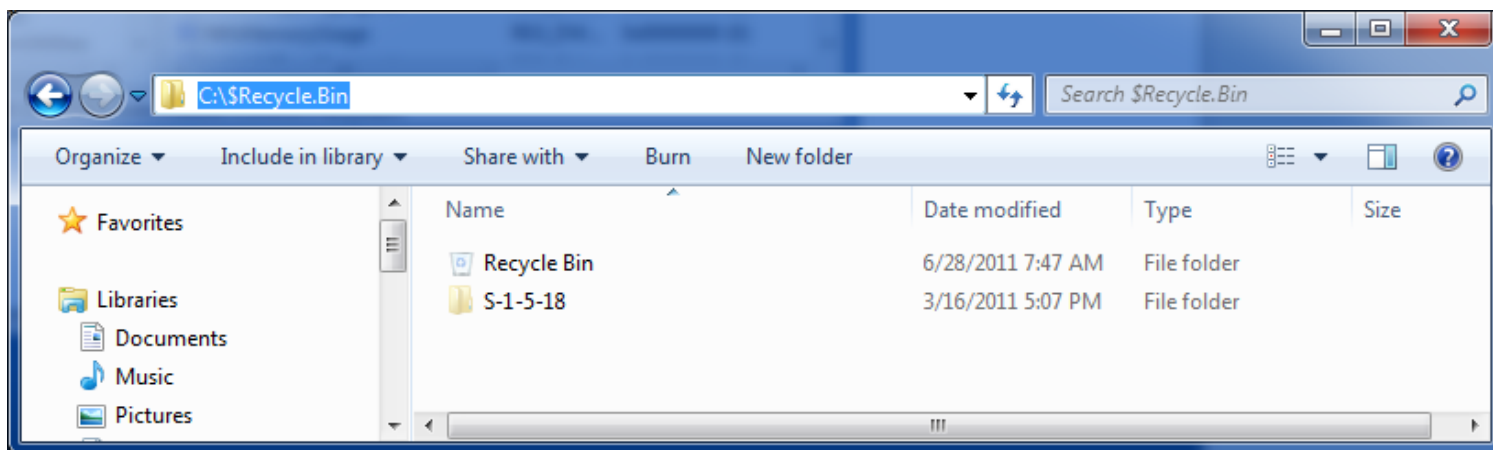 C:\$Recycle.Bin
Search $Recycle.Bin
Organize Include in library Share with Burn New folder
Favorites
Libraries
Documents
Music
Pictures
Name Date modified Type Size
Recycle Bin 6/28/2011 7:47 AM File folder
S-1-5-18 3/16/2011 5:07 PM File folder